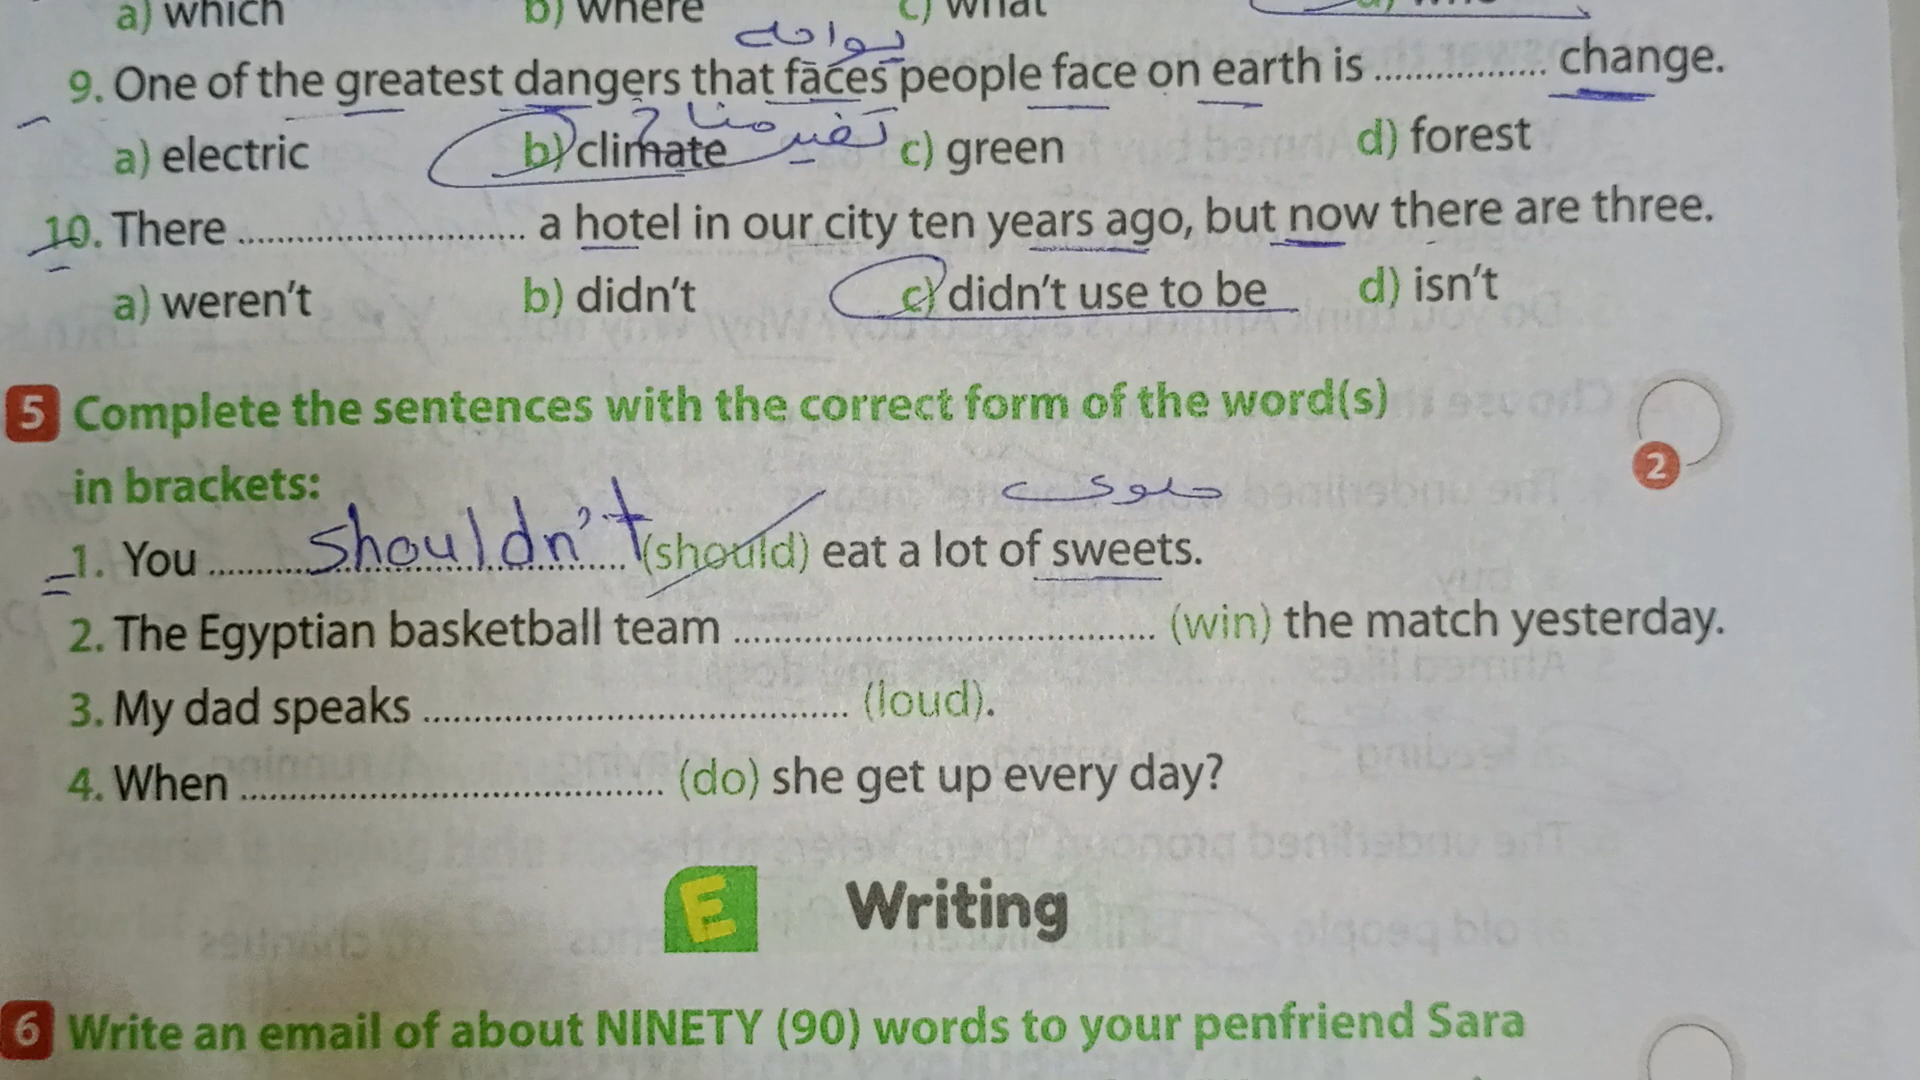 a) which b) where c) what d) who
يواجه
9. One of the greatest dangers that faces people face on earth is ................ change.
تغير مناخ
a) electric b) climate c) green d) forest
10. There ............................ a hotel in our city ten years ago, but now there are three.
a) weren't b) didn't c) didn't use to be d) isn't
5 Complete the sentences with the correct form of the word(s)
in brackets:
2
حلوى
1. You shouldn't (should) eat a lot of sweets.
2. The Egyptian basketball team ........................................ (win) the match yesterday.
3. My dad speaks ........................................ (loud).
4. When ........................................ (do) she get up every day?
E Writing
6 Write an email of about NINETY (90) words to your penfriend Sara